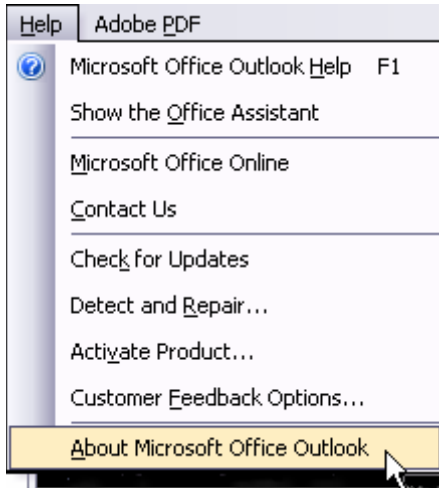 Help Adobe PDF
Microsoft Office Outlook Help F1
Show the Office Assistant
Microsoft Office Online
Contact Us
Check for Updates
Detect and Repair...
Activate Product...
Customer Feedback Options...
About Microsoft Office Outlook